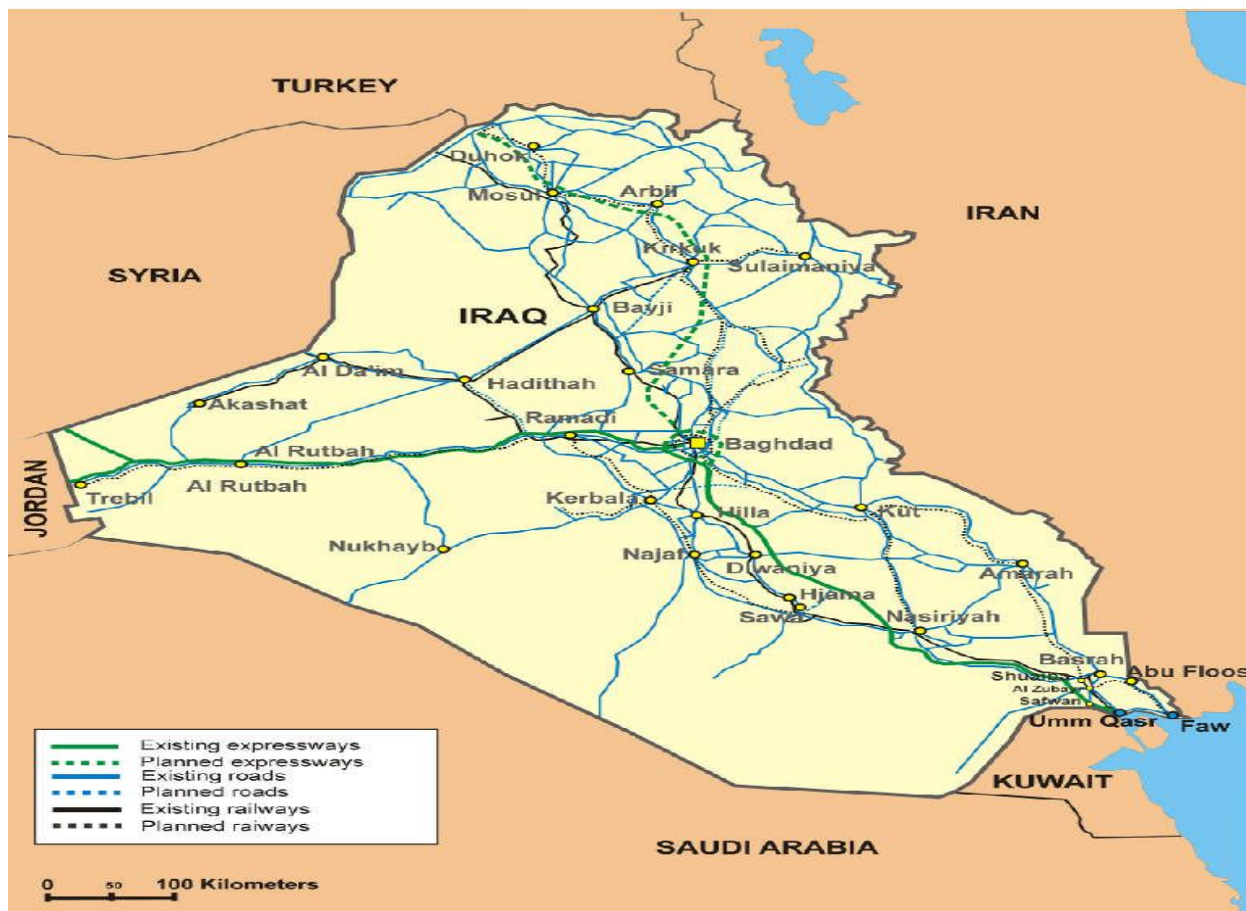 TURKEY
Duhok
Mosul
Arbil
IRAN
Kirkuk
Sulaimaniya
SYRIA
IRAQ
Bayji
Al Da'im
Samara
Hadithah
Akashat
Ramadi
Baghdad
Al Rutbah
Al Rutbah
Trebil
JORDAN
Kerbala
Hilla
Kut
Nukhayb
Najaf
Diwaniya
Amarah
Hiama
Sawa
Nasiriyah
Basrah
Shuaiba
Abu Floos
Al Zubayr
Safwan
Umm Qasr
Faw
KUWAIT
SAUDI ARABIA
Existing expressways
Planned expressways
Existing roads
Planned roads
Existing railways
Planned raiways
0 50 100 Kilometers